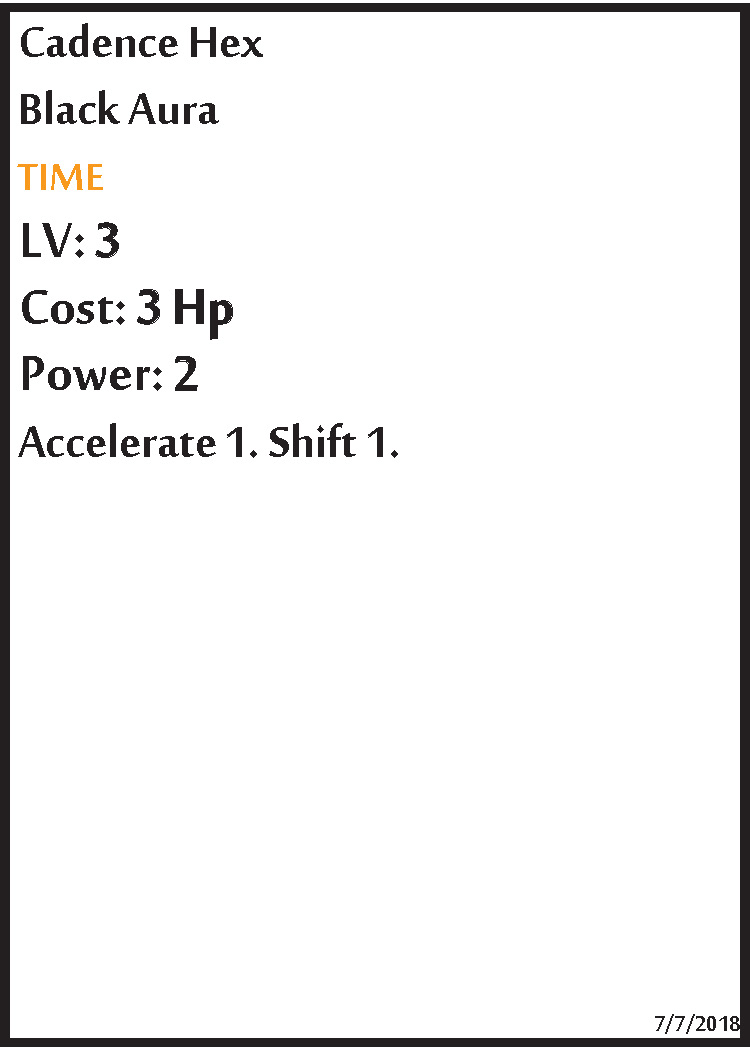 Cadence Hex
Black Aura
TIME
LV: 3
Cost: 3 Hp
Power: 2
Accelerate 1. Shift 1.
7/7/2018